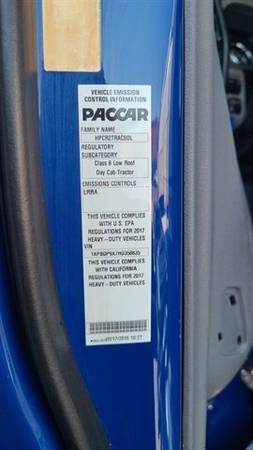 VEHICLE EMISSION
CONTROL INFORMATION
PACCAR
FAMILY NAME
HPCR2TRACSDL
REGULATORY
SUBCATEGORY
Class 8 Low Roof
Day Cab Tractor
EMISSIONS CONTROLS
LRRA
THIS VEHICLE COMPLIES
WITH U.S. EPA
REGULATIONS FOR 2017
HEAVY-DUTY VEHICLES
VIN
THIS VEHICLE COMPLIES
WITH CALIFORNIA
REGULATIONS FOR 2017
HEAVY-DUTY VEHICLES